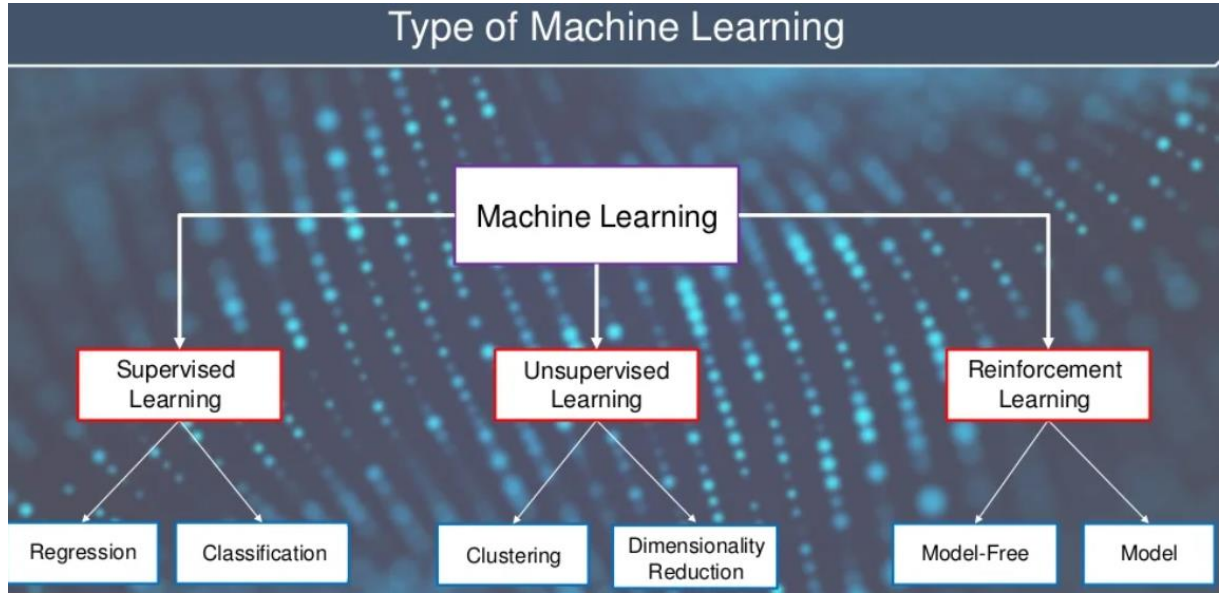 Type of Machine Learning
Machine Learning
Supervised
Learning
Unsupervised
Learning
Reinforcement
Learning
Regression
Classification
Clustering
Dimensionality
Reduction
Model-Free
Model